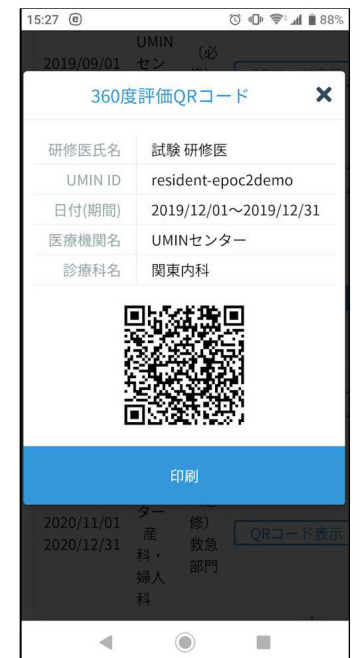 15:27 ⓔ 88%
UMIN
2019/09/01 セン (必
360度評価QRコード ×
研修医氏名 試験 研修医
UMIN ID resident-epoc2demo
日付(期間) 2019/12/01～2019/12/31
医療機関名 UMINセンター
診療科名 関東内科
印刷
ター
2020/11/01 産 修) QRコード表示
2020/12/31 科・ 救急
婦人 部門
科